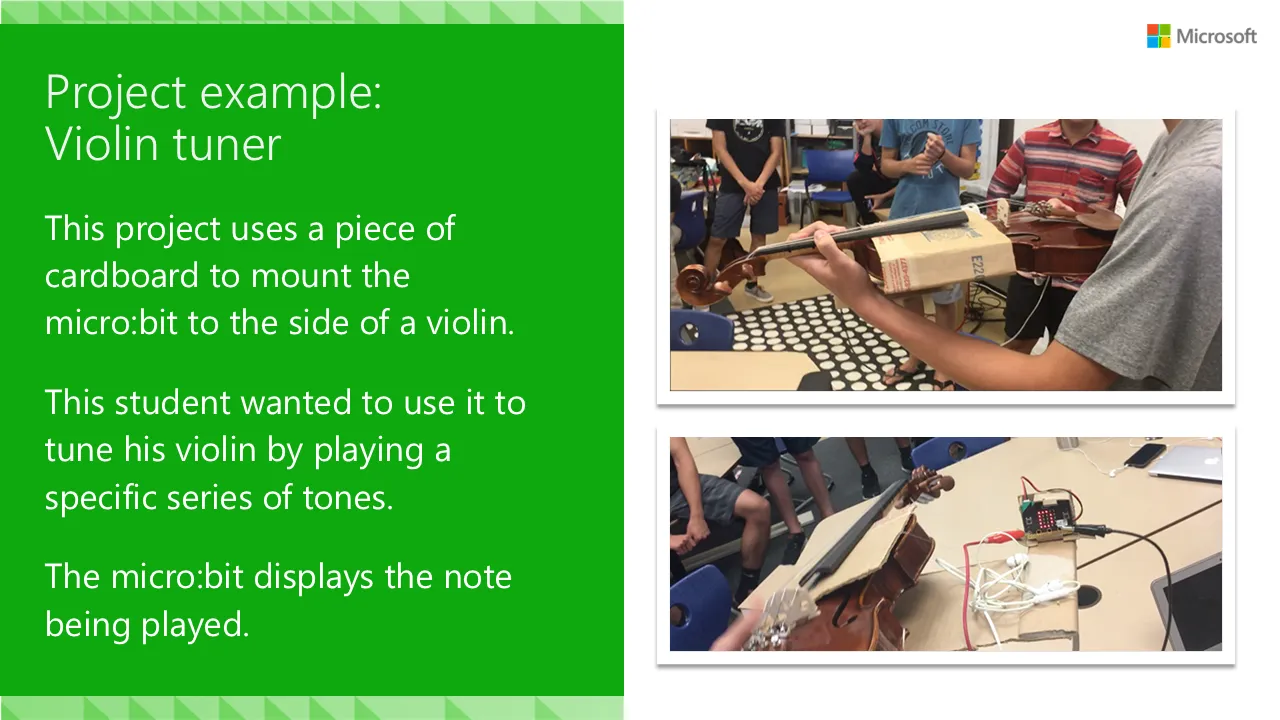 Microsoft
Project example:
Violin tuner
This project uses a piece of
cardboard to mount the
micro:bit to the side of a violin.
This student wanted to use it to
tune his violin by playing a
specific series of tones.
The micro:bit displays the note
being played.